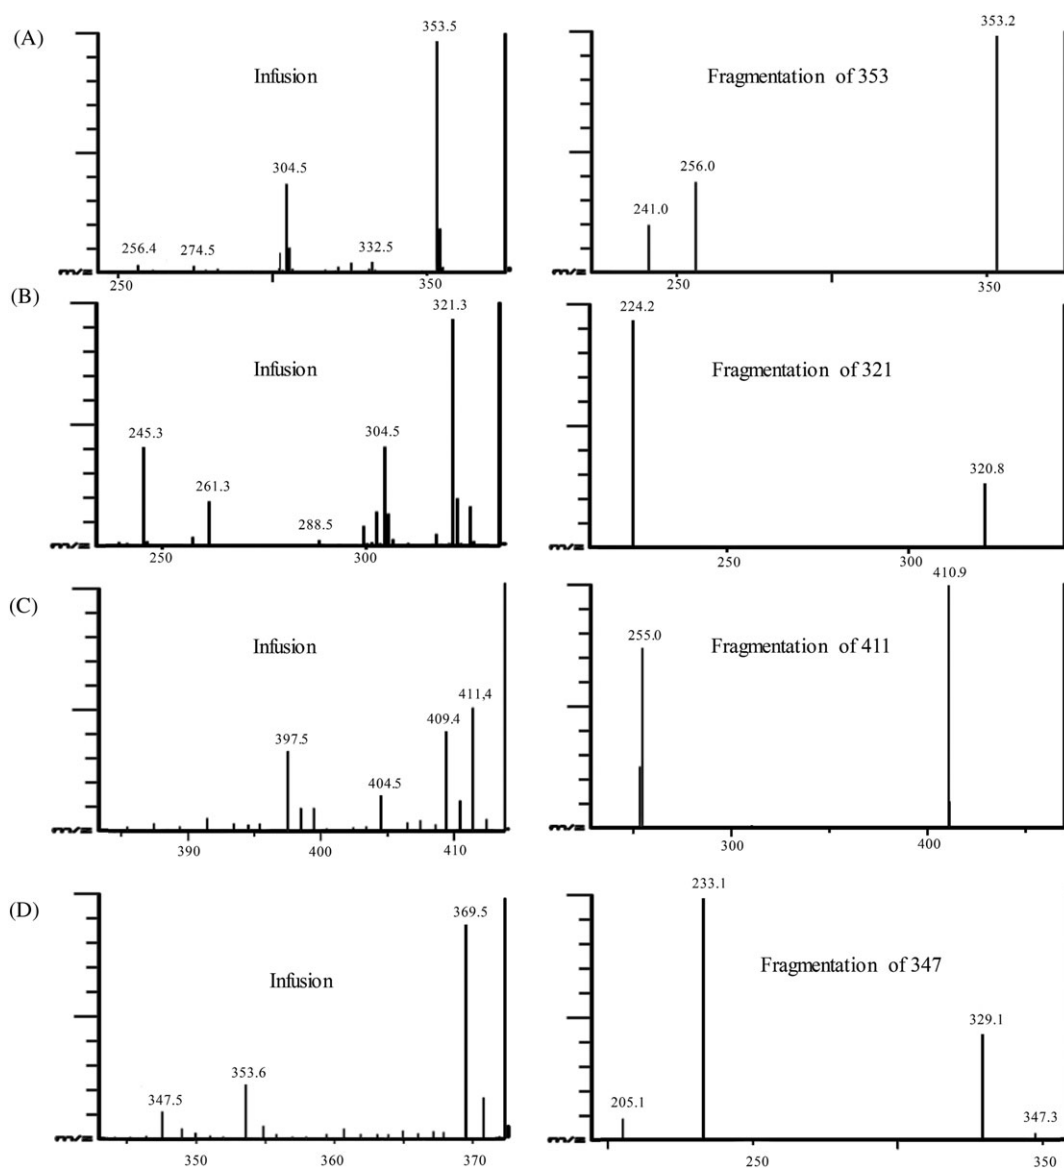 (A)
Infusion
256.4
274.5
304.5
332.5
353.5
m/z
250
350
Fragmentation of 353
241.0
256.0
353.2
m/z
250
350
(B)
Infusion
245.3
261.3
288.5
304.5
321.3
m/z
250
300
Fragmentation of 321
224.2
320.8
m/z
250
300
(C)
Infusion
397.5
404.5
409.4
411,4
m/z
390
400
410
Fragmentation of 411
255.0
410.9
m/z
300
400
(D)
Infusion
347.5
353.6
369.5
m/z
350
360
370
Fragmentation of 347
205.1
233.1
329.1
347.3
m/z
250
350